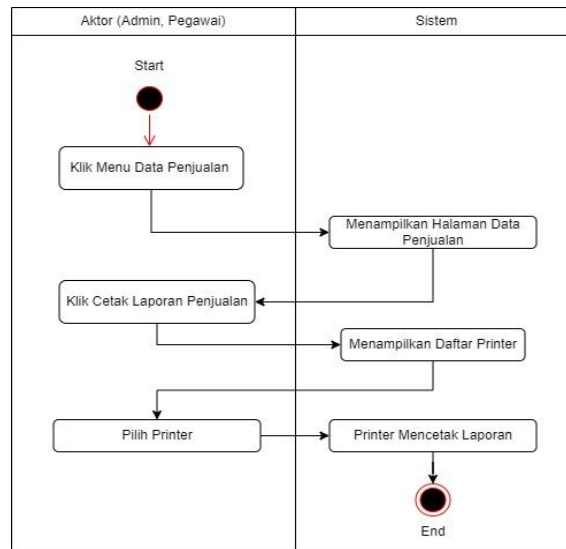 Aktor (Admin, Pegawai)
Sistem
Start
Klik Menu Data Penjualan
Menampilkan Halaman Data
Penjualan
Klik Cetak Laporan Penjualan
Menampilkan Daftar Printer
Pilih Printer
Printer Mencetak Laporan
End